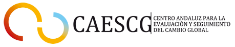 CAESCG
CENTRO ANDALUZ PARA LA
EVALUACIÓN Y SEGUIMIENTO
DEL CAMBIO GLOBAL